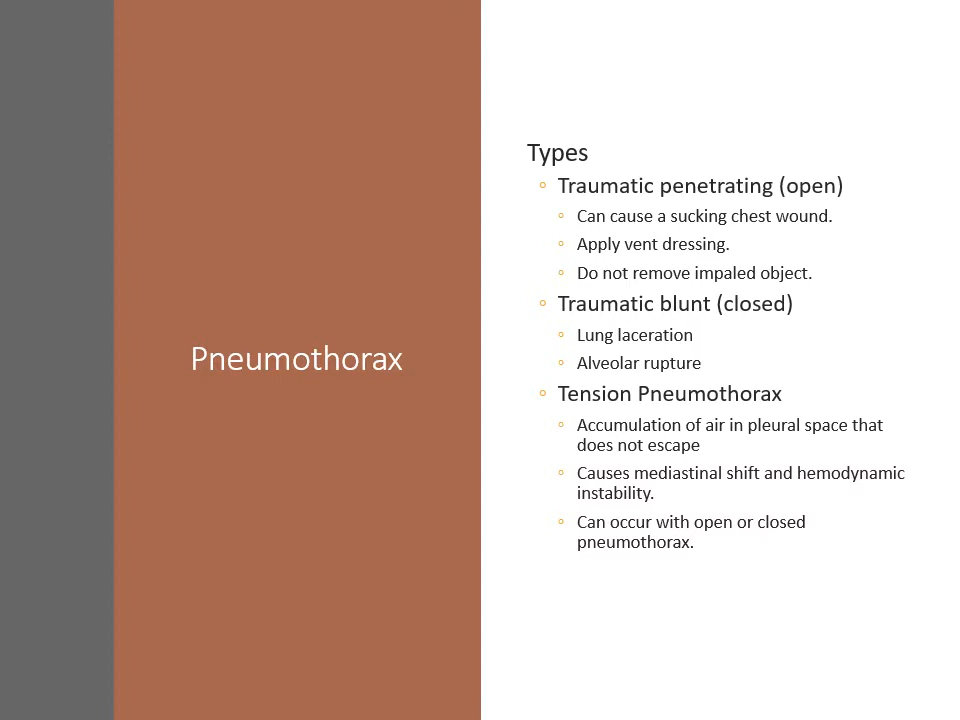 Pneumothorax
Types
◦ Traumatic penetrating (open)
◦ Can cause a sucking chest wound.
◦ Apply vent dressing.
◦ Do not remove impaled object.
◦ Traumatic blunt (closed)
◦ Lung laceration
◦ Alveolar rupture
◦ Tension Pneumothorax
◦ Accumulation of air in pleural space that
does not escape
◦ Causes mediastinal shift and hemodynamic
instability.
◦ Can occur with open or closed
pneumothorax.